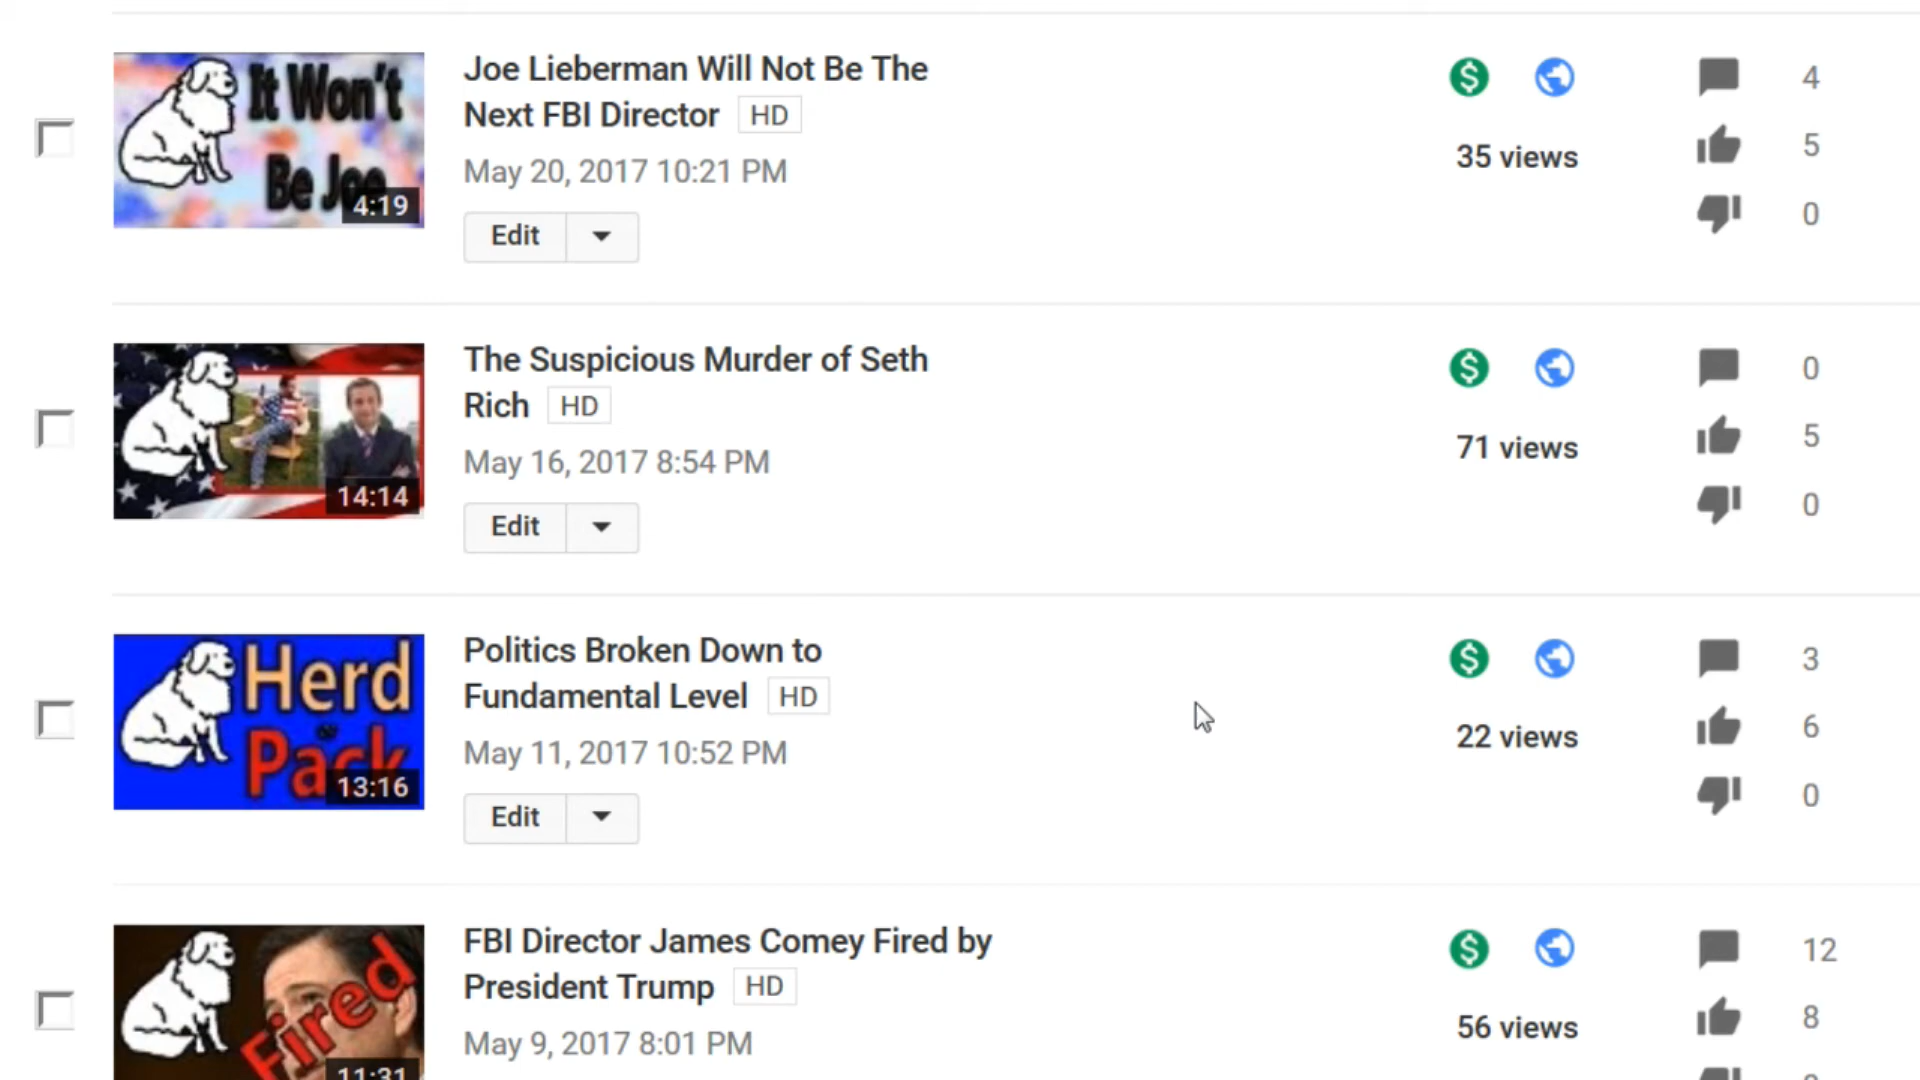 It Won't
Be Joe
4:19
Joe Lieberman Will Not Be The
Next FBI Director HD
May 20, 2017 10:21 PM
Edit
35 views
4
5
0
14:14
The Suspicious Murder of Seth
Rich HD
May 16, 2017 8:54 PM
Edit
71 views
0
5
0
Herd
or
Pack
13:16
Politics Broken Down to
Fundamental Level HD
May 11, 2017 10:52 PM
Edit
22 views
3
6
0
Fired
11:31
FBI Director James Comey Fired by
President Trump HD
May 9, 2017 8:01 PM
56 views
12
8